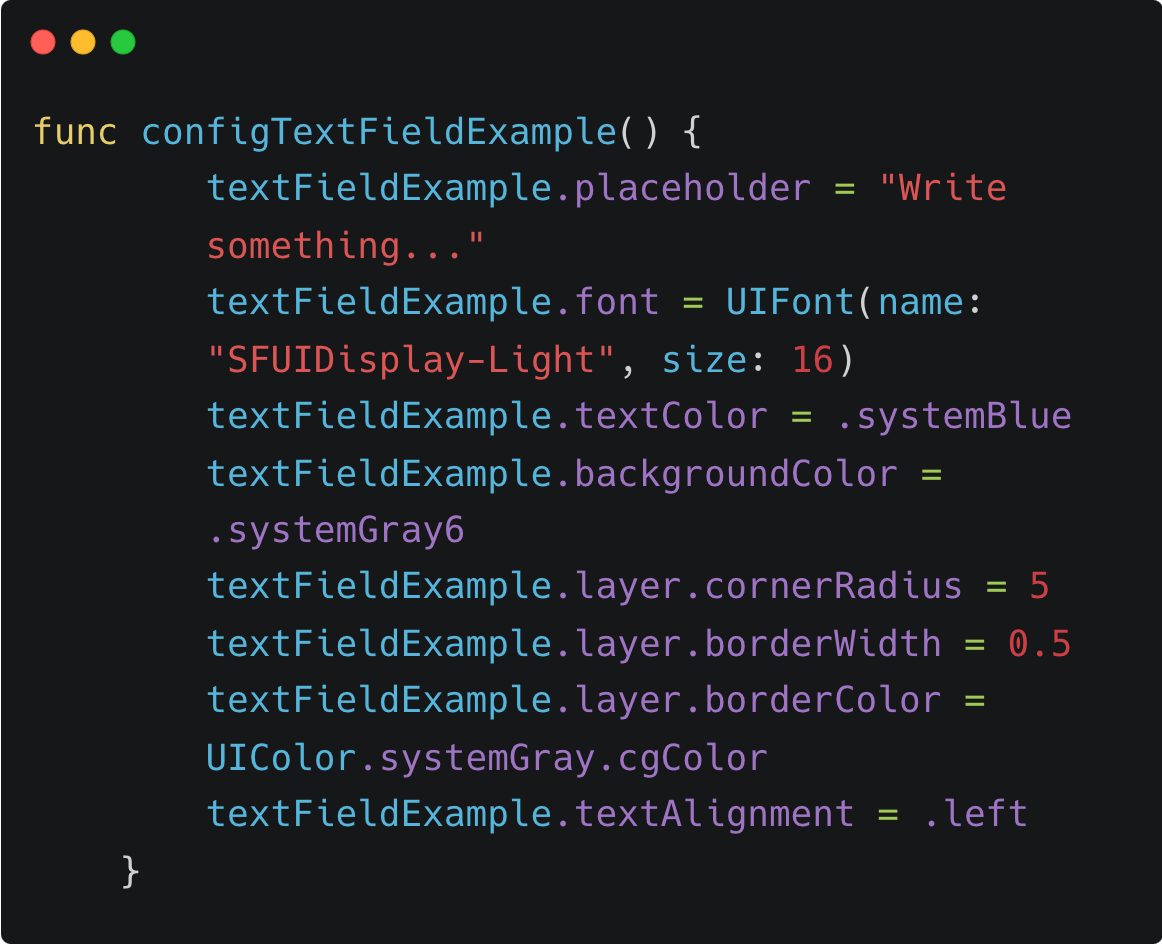 func configTextFieldExample() {
textFieldExample.placeholder = "Write
something..."
textFieldExample.font = UIFont(name:
"SFUIDisplay-Light", size: 16)
textFieldExample.textColor = .systemBlue
textFieldExample.backgroundColor =
.systemGray6
textFieldExample.layer.cornerRadius = 5
textFieldExample.layer.borderWidth = 0.5
textFieldExample.layer.borderColor =
UIColor.systemGray.cgColor
textFieldExample.textAlignment = .left
}